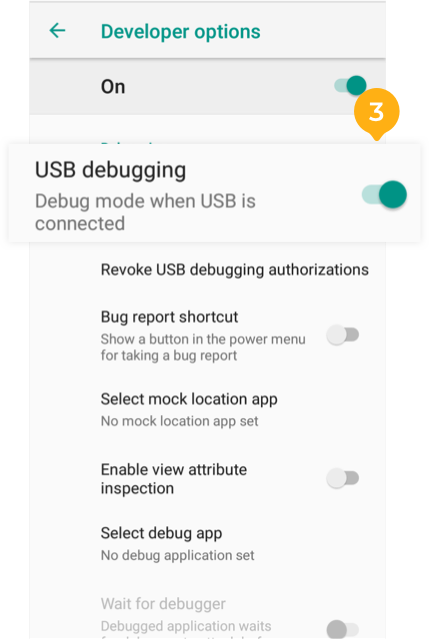 Developer options
On
3
USB debugging
Debug mode when USB is
connected
Revoke USB debugging authorizations
Bug report shortcut
Show a button in the power menu
for taking a bug report
Select mock location app
No mock location app set
Enable view attribute
inspection
Select debug app
No debug application set
Wait for debugger
Debugged application waits